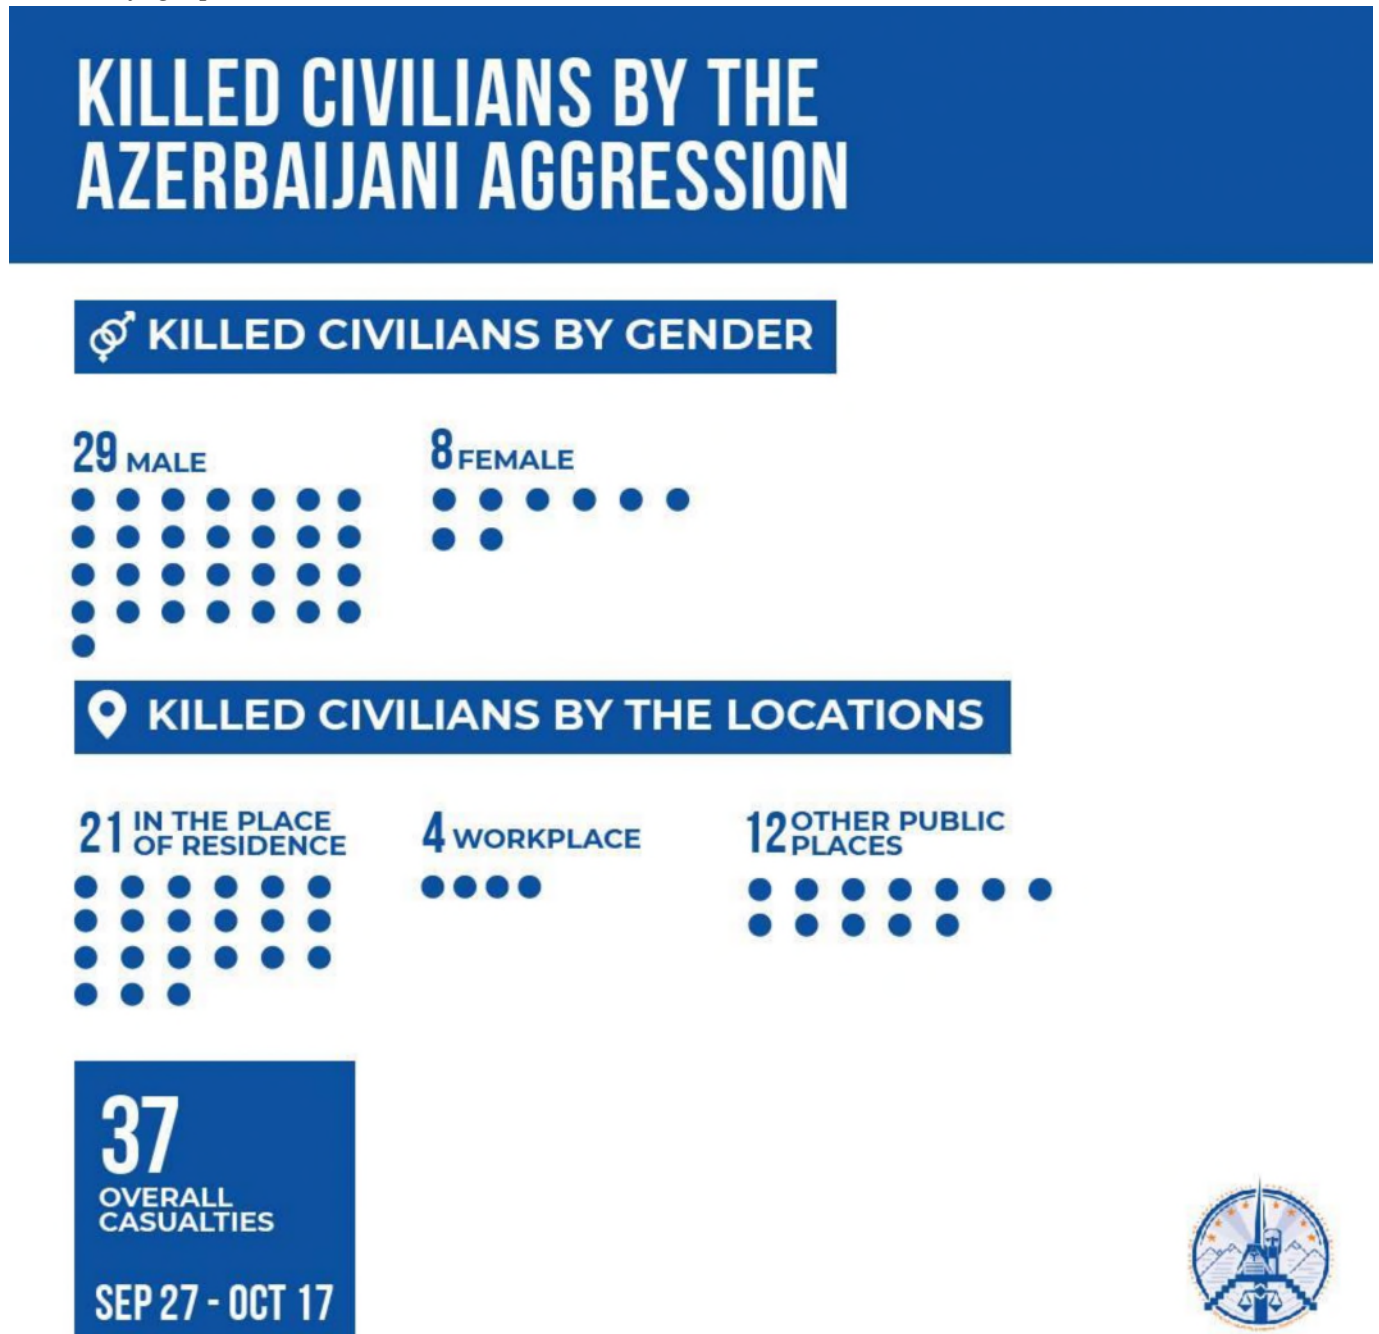 KILLED CIVILIANS BY THE
AZERBAIJANI AGGRESSION
KILLED CIVILIANS BY GENDER
29 MALE
8 FEMALE
KILLED CIVILIANS BY THE LOCATIONS
21 IN THE PLACE
OF RESIDENCE
4 WORKPLACE
12 OTHER PUBLIC
PLACES
37
OVERALL
CASUALTIES
SEP 27 - OCT 17